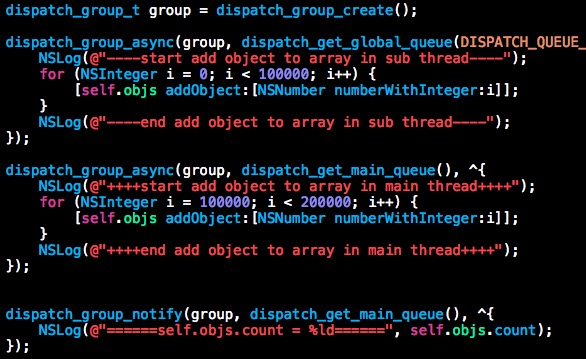 dispatch_group_t group = dispatch_group_create();
dispatch_group_async(group, dispatch_get_global_queue(DISPATCH_QUEUE_
NSLog(@"----start add object to array in sub thread----");
for (NSInteger i = 0; i < 100000; i++) {
[self.objs addObject:[NSNumber numberWithInteger:i]];
}
NSLog(@"----end add object to array in sub thread----");
});
dispatch_group_async(group, dispatch_get_main_queue(), ^{
NSLog(@"++++start add object to array in main thread++++");
for (NSInteger i = 100000; i < 200000; i++) {
[self.objs addObject:[NSNumber numberWithInteger:i]];
}
NSLog(@"++++end add object to array in main thread++++");
});
dispatch_group_notify(group, dispatch_get_main_queue(), ^{
NSLog(@"======self.objs.count = %ld======", self.objs.count);
});